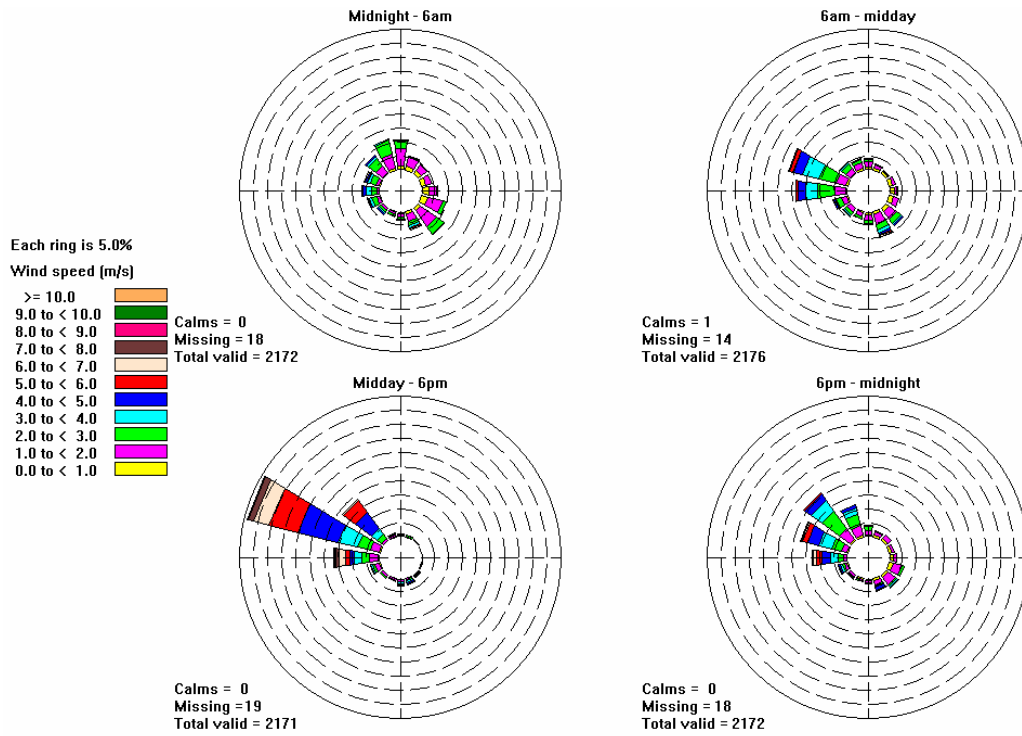 Midnight - 6am
6am - midday
Each ring is 5.0%
Wind speed (m/s)
>= 10.0
9.0 to < 10.0
8.0 to < 9.0
7.0 to < 8.0
6.0 to < 7.0
5.0 to < 6.0
4.0 to < 5.0
3.0 to < 4.0
2.0 to < 3.0
1.0 to < 2.0
0.0 to < 1.0
Calms = 0
Missing = 18
Total valid = 2172
Calms = 1
Missing = 14
Total valid = 2176
Midday - 6pm
6pm - midnight
Calms = 0
Missing =19
Total valid = 2171
Calms = 0
Missing = 18
Total valid = 2172